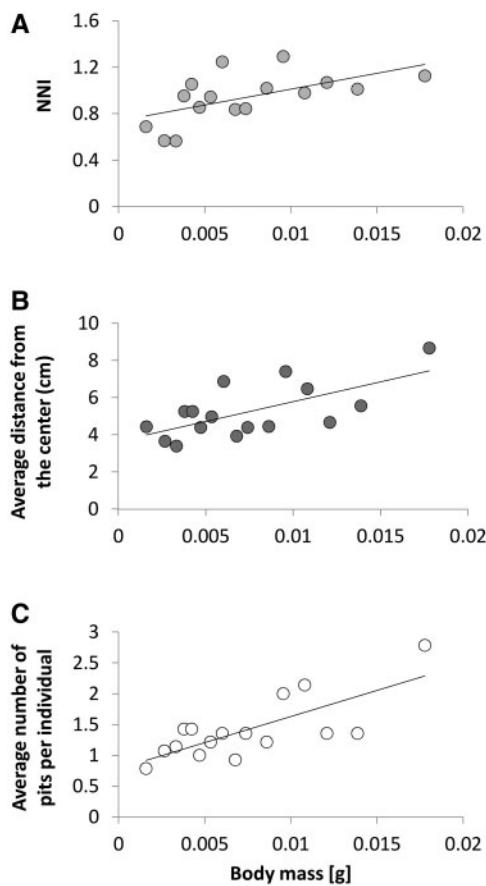 A
1.6
1.2
0.8
0.4
0
NNI
0 0.005 0.01 0.015 0.02
B
10
8
6
4
2
0
Average distance from
the center (cm)
0 0.005 0.01 0.015 0.02
C
3
2.5
2
1.5
1
0.5
0
Average number of
pits per individual
0 0.005 0.01 0.015 0.02
Body mass [g]